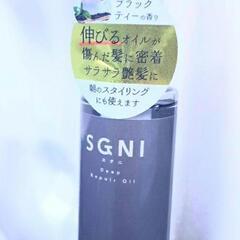 ブラック
ティーの香り
伸びるオイルが
傷んだ髪に密着
サラサラ艶髪に
朝のスタイリング
にも使えます
SGNI
スグニ
Deep
Repair Oil